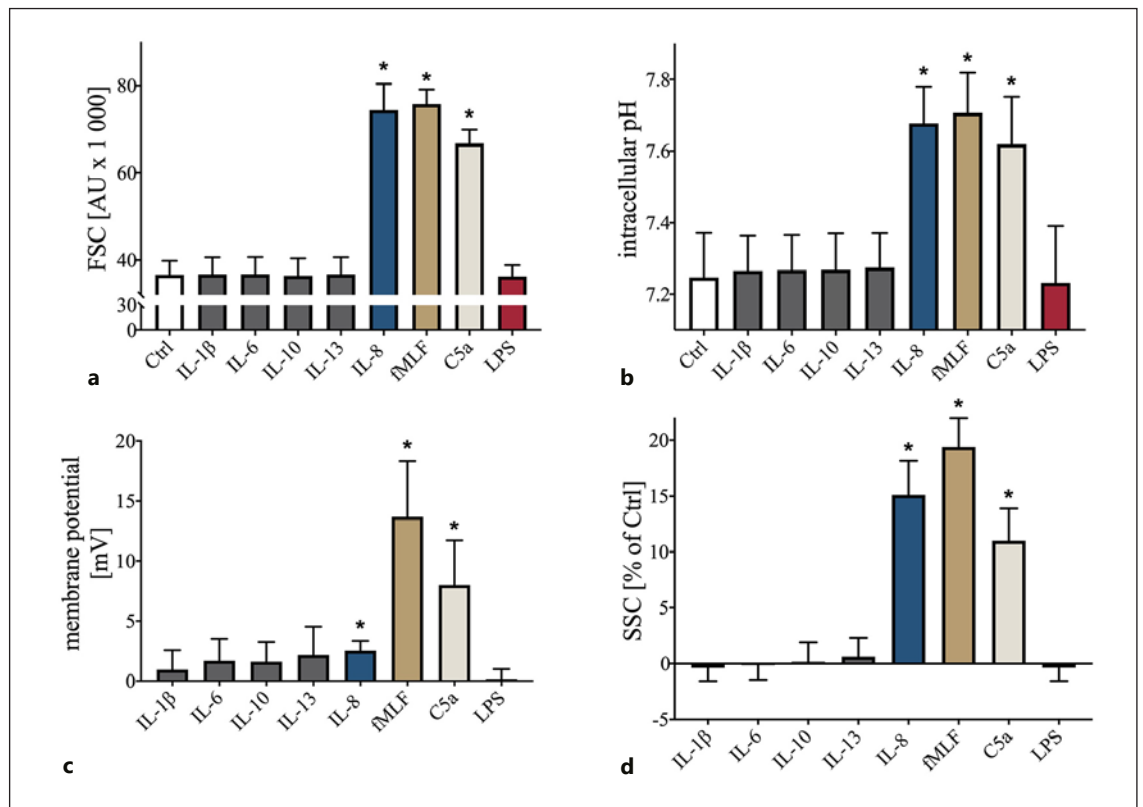 FSC [AU x 1 000]
80
60
40
30
0
*
*
*
Ctrl
IL-1β
IL-6
IL-10
IL-13
IL-8
fMLF
C5a
LPS
a
intracellular pH
7.8
7.6
7.4
7.2
*
*
*
Ctrl
IL-1β
IL-6
IL-10
IL-13
IL-8
fMLF
C5a
LPS
b
membrane potential
[mV]
20
15
10
5
0
*
*
*
IL-1β
IL-6
IL-10
IL-13
IL-8
fMLF
C5a
LPS
c
SSC [% of Ctrl]
20
15
10
5
0
-5
*
*
*
IL-1β
IL-6
IL-10
IL-13
IL-8
fMLF
C5a
LPS
d